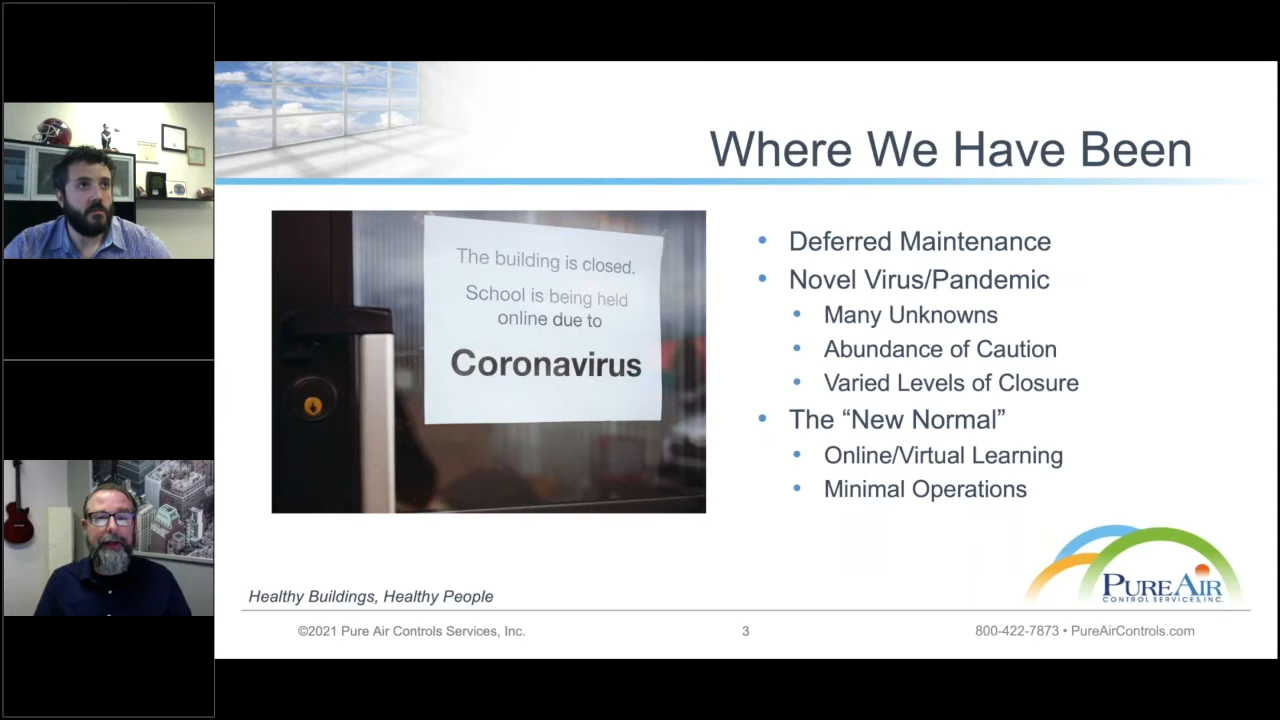 Where We Have Been
The building is closed.
School is being held
online due to
Coronavirus
• Deferred Maintenance
• Novel Virus/Pandemic
• Many Unknowns
• Abundance of Caution
• Varied Levels of Closure
• The “New Normal”
• Online/Virtual Learning
• Minimal Operations
PUREAIR
CONTROL SERVICES, INC.
Healthy Buildings, Healthy People
©2021 Pure Air Controls Services, Inc.
3
800-422-7873 • PureAirControls.com